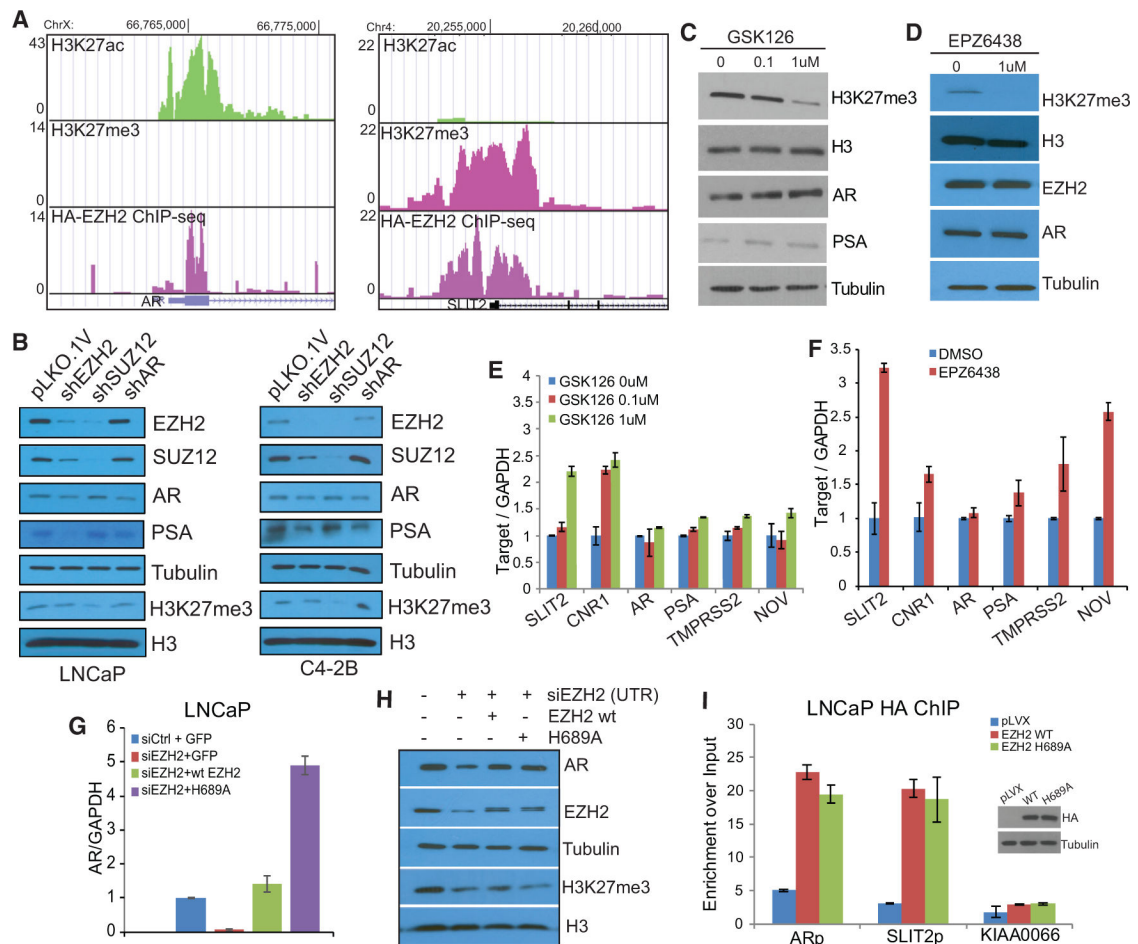 A
ChrX: 66,765,000 66,775,000
43
H3K27ac
0
14
H3K27me3
0
14
HA-EZH2 ChIP-seq
0
AR
Chr4: 20,255,000 20,260,000
22
H3K27ac
0
22
H3K27me3
0
22
HA-EZH2 ChIP-seq
0
SLIT2
B
pLKO.1V shEZH2 shSUZ12 shAR
EZH2
SUZ12
AR
PSA
Tubulin
H3K27me3
H3
LNCaP
pLKO.1V shEZH2 shSUZ12 shAR
EZH2
SUZ12
AR
PSA
Tubulin
H3K27me3
H3
C4-2B
C
GSK126
0 0.1 1uM
H3K27me3
H3
AR
PSA
Tubulin
D
EPZ6438
0 1uM
H3K27me3
H3
EZH2
AR
Tubulin
E
GSK126 0uM
GSK126 0.1uM
GSK126 1uM
Target / GAPDH
4
3.5
3
2.5
2
1.5
1
0.5
0
SLIT2 CNR1 AR PSA TMPRSS2 NOV
F
DMSO
EPZ6438
Target / GAPDH
3.5
3
2.5
2
1.5
1
0.5
0
SLIT2 CNR1 AR PSA TMPRSS2 NOV
G
LNCaP
siCtrl + GFP
siEZH2+GFP
siEZH2+wt EZH2
siEZH2+H689A
AR/GAPDH
6
5
4
3
2
1
0
H
- + + + siEZH2 (UTR)
- - + - EZH2 wt
- - - + H689A
AR
EZH2
Tubulin
H3K27me3
H3
I
LNCaP HA ChIP
pLVX
EZH2 WT
EZH2 H689A
Enrichment over Input
30
25
20
15
10
5
0
ARp SLIT2p KIAA0066
pLVX WT H689A
HA
Tubulin